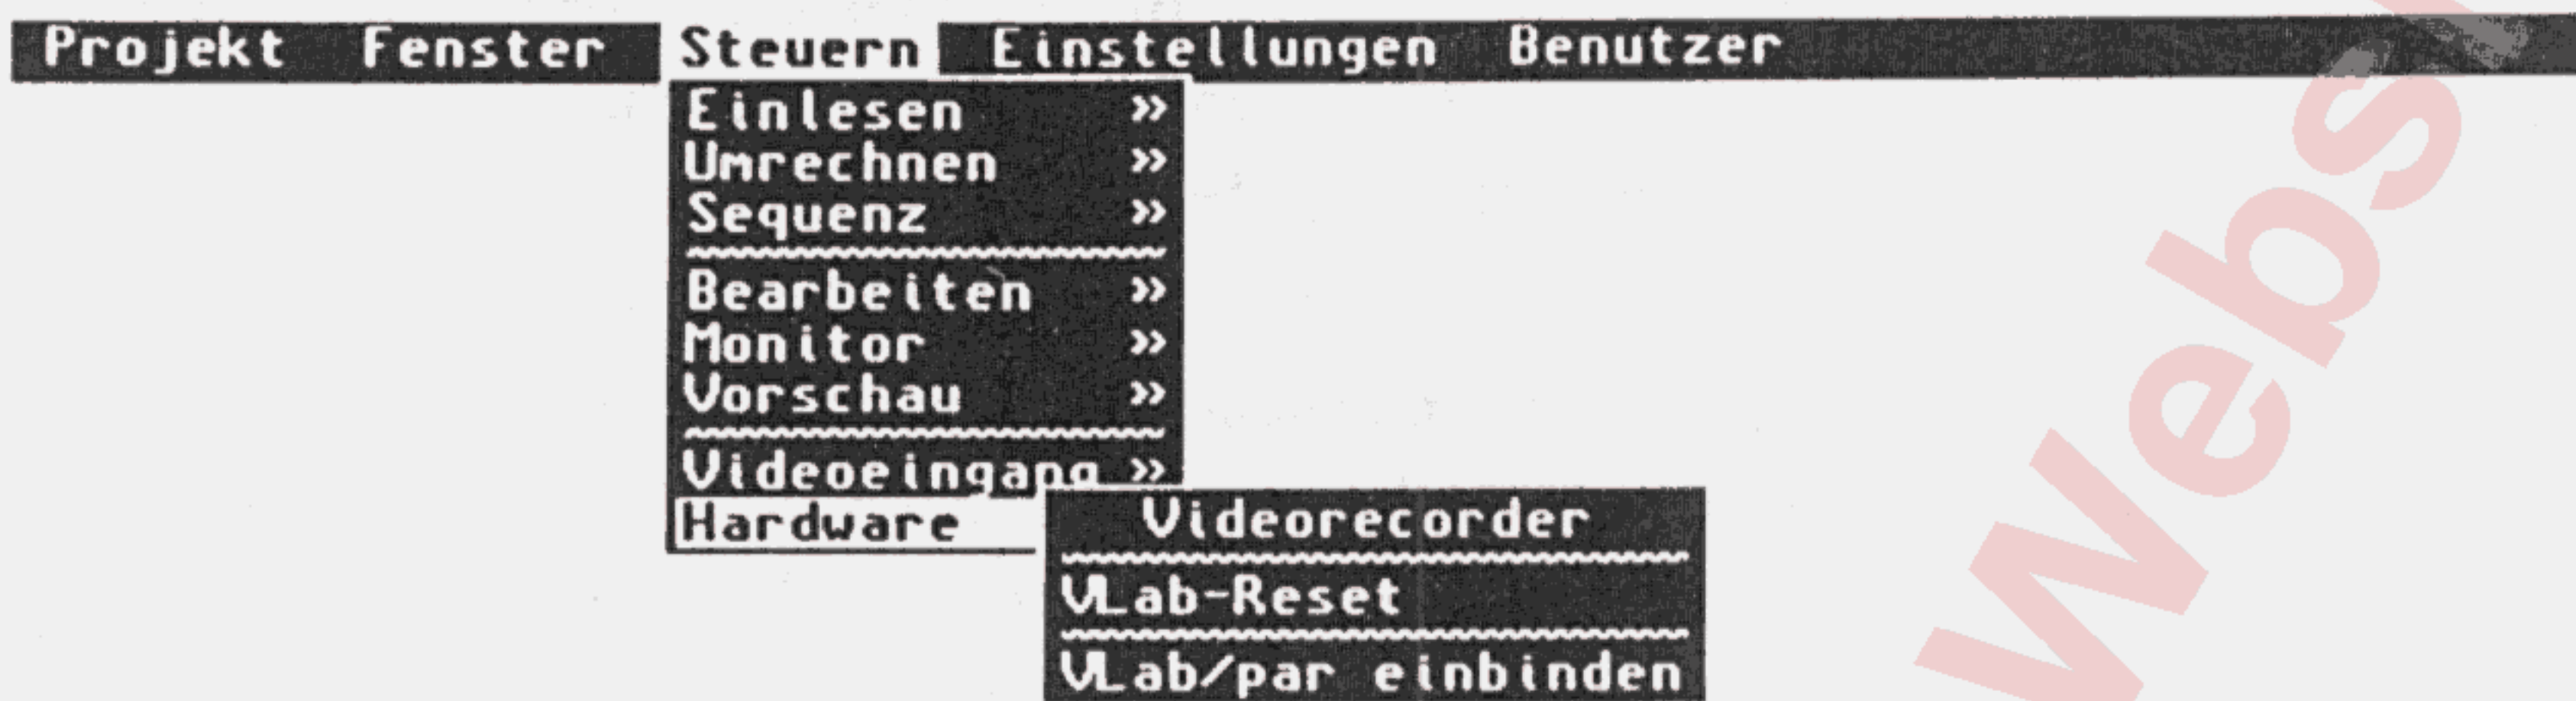 Projekt Fenster Steuern Einstellungen Benutzer
Einlesen »
Umrechnen »
Sequenz »
Bearbeiten »
Monitor »
Vorschau »
Videoeingang »
Hardware
Videorecorder
VLab-Reset
VLab/par einbinden
Webs